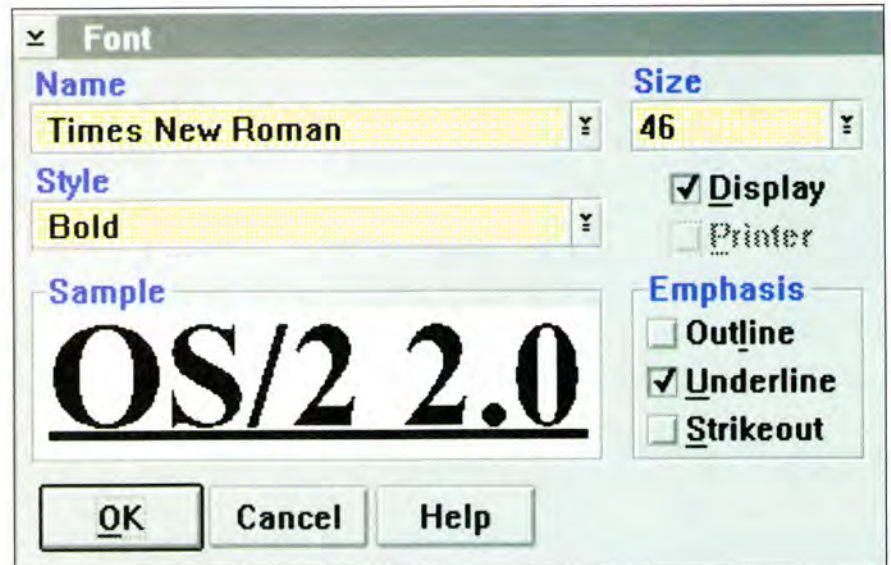 Font
Name
Size
Times New Roman
46
Style
Display
Bold
Printer
Sample
Emphasis
OS/2 2.0
Outline
Underline
Strikeout
OK
Cancel
Help